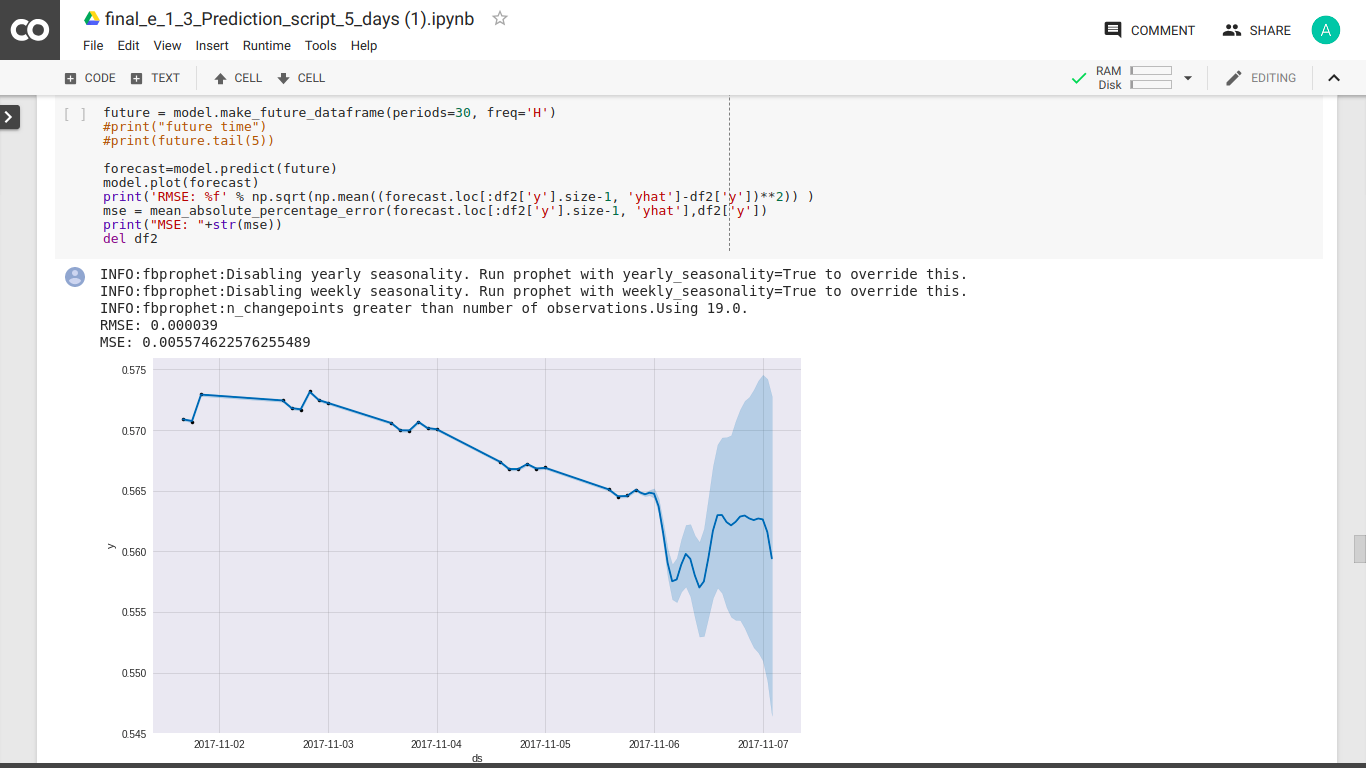 CO
final_e_1_3_Prediction_script_5_days (1).ipynb
COMMENT
SHARE
A
File Edit View Insert Runtime Tools Help
CODE TEXT CELL CELL
RAM
Disk
EDITING
[ ]
future = model.make_future_dataframe(periods=30, freq='H')
#print("future time")
#print(future.tail(5))
forecast=model.predict(future)
model.plot(forecast)
print('RMSE: %f' % np.sqrt(np.mean((forecast.loc[:df2['y'].size-1, 'yhat']-df2['y'])**2)) )
mse = mean_absolute_percentage_error(forecast.loc[:df2['y'].size-1, 'yhat'],df2['y'])
print("MSE: "+str(mse))
del df2
INFO:fbprophet:Disabling yearly seasonality. Run prophet with yearly_seasonality=True to override this.
INFO:fbprophet:Disabling weekly seasonality. Run prophet with weekly_seasonality=True to override this.
INFO:fbprophet:n_changepoints greater than number of observations.Using 19.0.
RMSE: 0.000039
MSE: 0.005574622576255489
0.575
0.570
0.565
0.560
0.555
0.550
0.545
y
2017-11-02 2017-11-03 2017-11-04 2017-11-05 2017-11-06 2017-11-07
ds